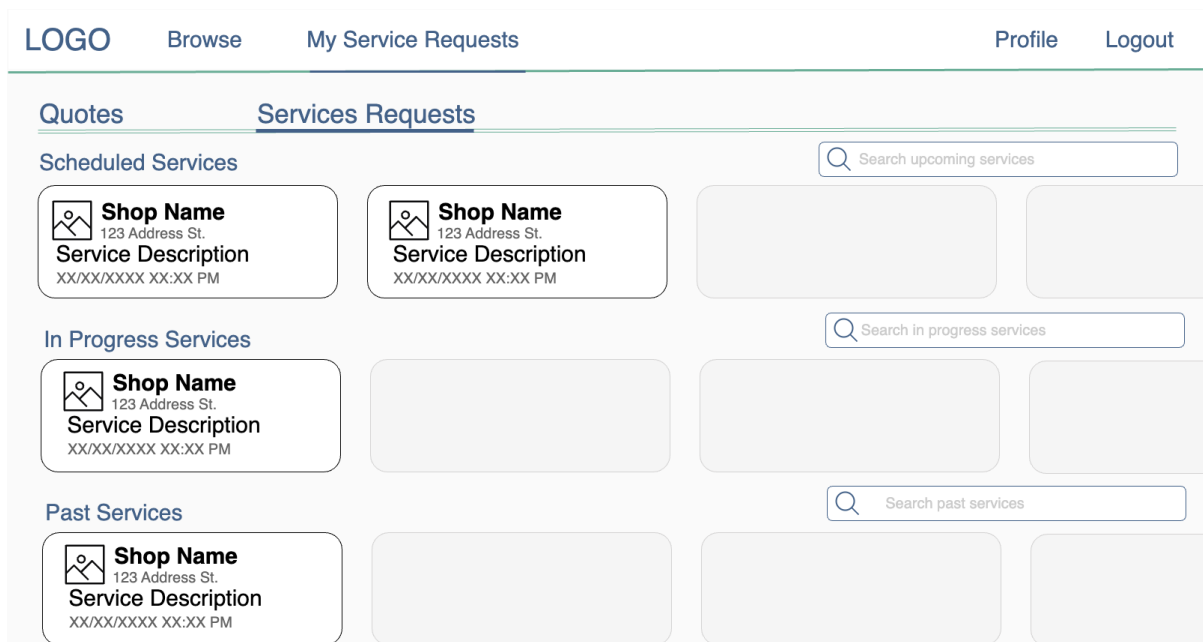 LOGO Browse My Service Requests Profile Logout
Quotes Services Requests
Scheduled Services
Search upcoming services
Shop Name
123 Address St.
Service Description
XX/XX/XXXX XX:XX PM
Shop Name
123 Address St.
Service Description
XX/XX/XXXX XX:XX PM
In Progress Services
Search in progress services
Shop Name
123 Address St.
Service Description
XX/XX/XXXX XX:XX PM
Past Services
Search past services
Shop Name
123 Address St.
Service Description
XX/XX/XXXX XX:XX PM